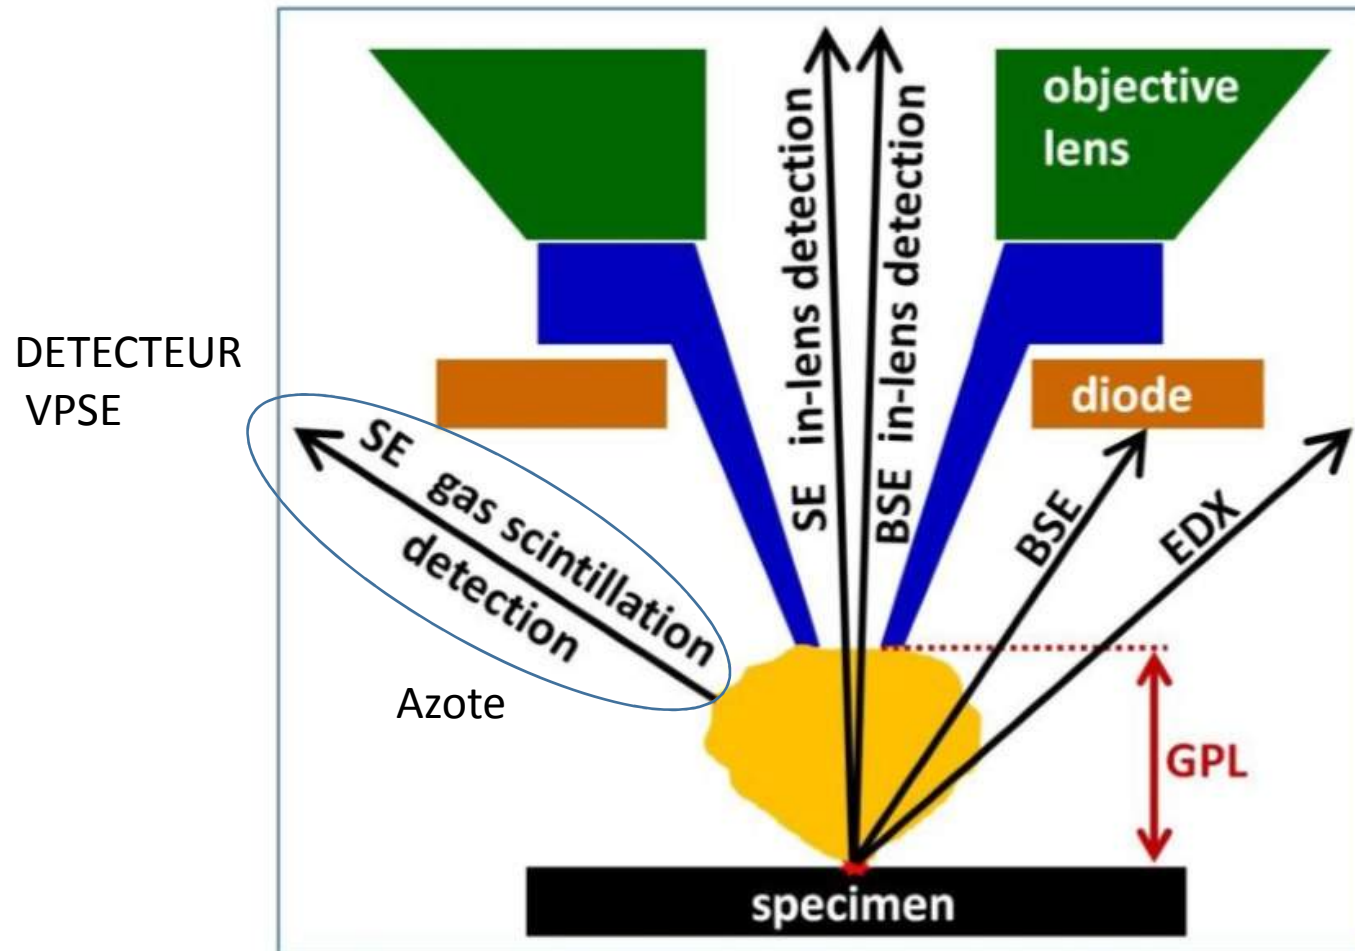 objective
lens
SE in-lens detection
BSE in-lens detection
DETECTEUR
VPSE
diode
SE gas scintillation
detection
BSE
EDX
Azote
GPL
specimen